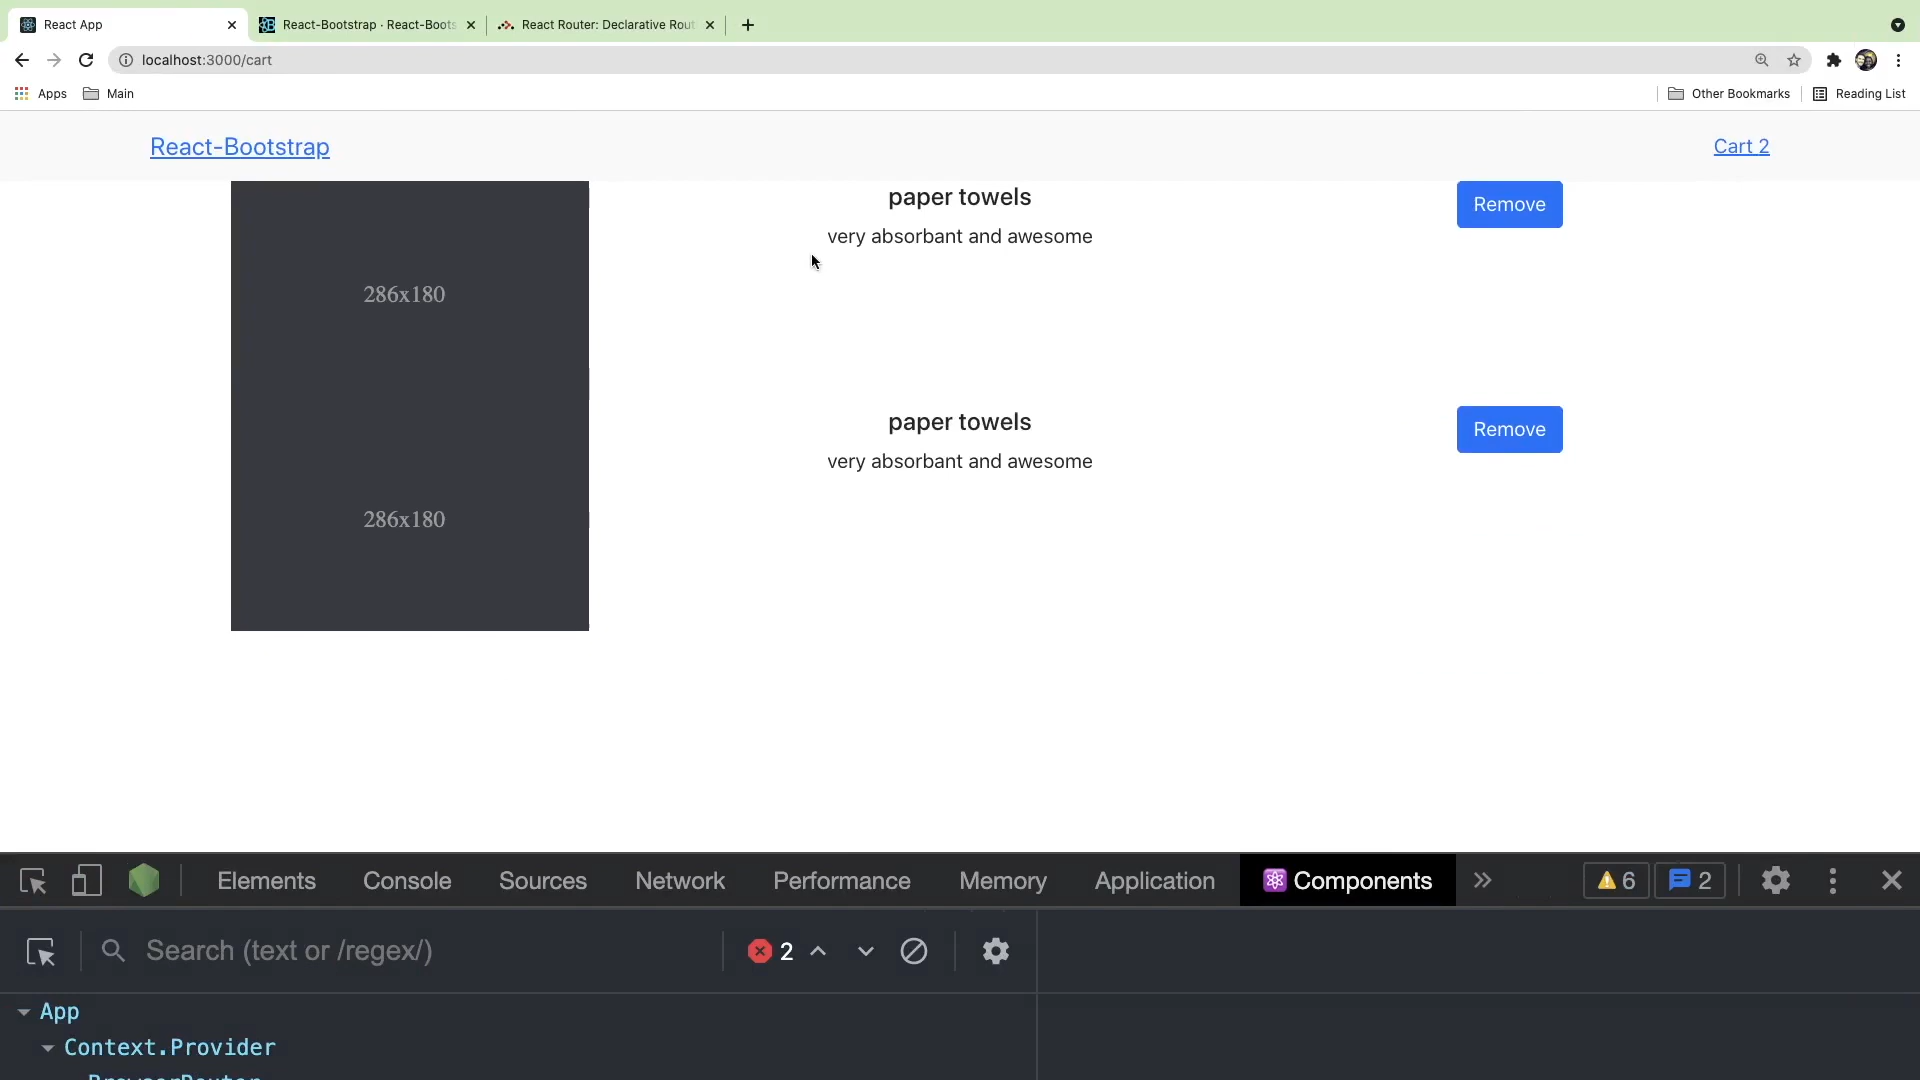 React App
React-Bootstrap · React-Boots
React Router: Declarative Rout
localhost:3000/cart
Apps
Main
Other Bookmarks
Reading List
React-Bootstrap
Cart 2
286x180
paper towels
very absorbant and awesome
Remove
286x180
paper towels
very absorbant and awesome
Remove
Elements
Console
Sources
Network
Performance
Memory
Application
Components
6
2
Search (text or /regex/)
2
App
Context.Provider
BrowserRouter